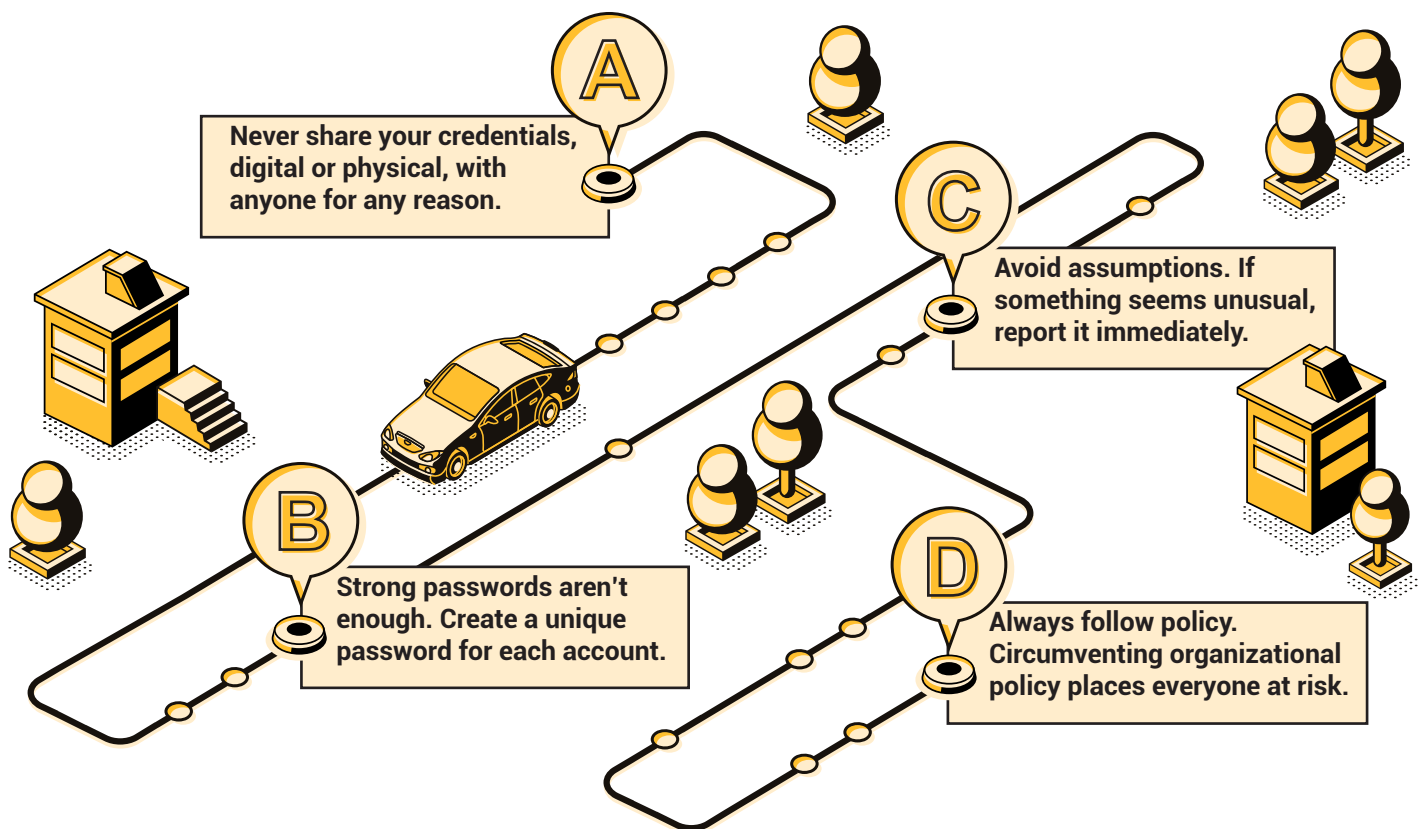 A
Never share your credentials,
digital or physical, with
anyone for any reason.
B
Strong passwords aren't
enough. Create a unique
password for each account.
C
Avoid assumptions. If
something seems unusual,
report it immediately.
D
Always follow policy.
Circumventing organizational
policy places everyone at risk.